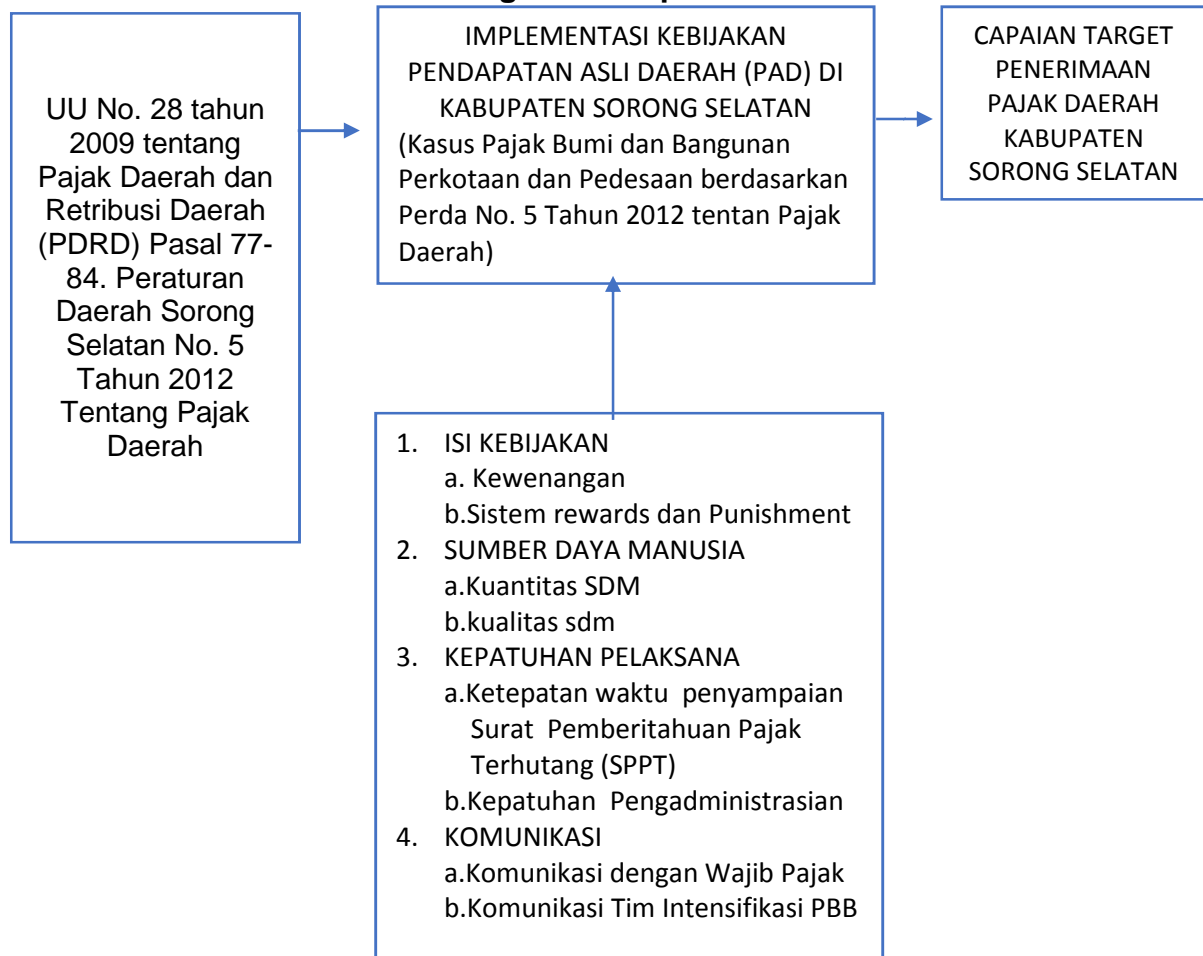 UU No. 28 tahun
2009 tentang
Pajak Daerah dan
Retribusi Daerah
(PDRD) Pasal 77-
84. Peraturan
Daerah Sorong
Selatan No. 5
Tahun 2012
Tentang Pajak
Daerah
IMPLEMENTASI KEBIJAKAN
PENDAPATAN ASLI DAERAH (PAD) DI
KABUPATEN SORONG SELATAN
(Kasus Pajak Bumi dan Bangunan
Perkotaan dan Pedesaan berdasarkan
Perda No. 5 Tahun 2012 tentan Pajak
Daerah)
CAPAIAN TARGET
PENERIMAAN
PAJAK DAERAH
KABUPATEN
SORONG SELATAN
1. ISI KEBIJAKAN
a. Kewenangan
b.Sistem rewards dan Punishment
2. SUMBER DAYA MANUSIA
a.Kuantitas SDM
b.kualitas sdm
3. KEPATUHAN PELAKSANA
a.Ketepatan waktu penyampaian
Surat Pemberitahuan Pajak
Terhutang (SPPT)
b.Kepatuhan Pengadministrasian
4. KOMUNIKASI
a.Komunikasi dengan Wajib Pajak
b.Komunikasi Tim Intensifikasi PBB